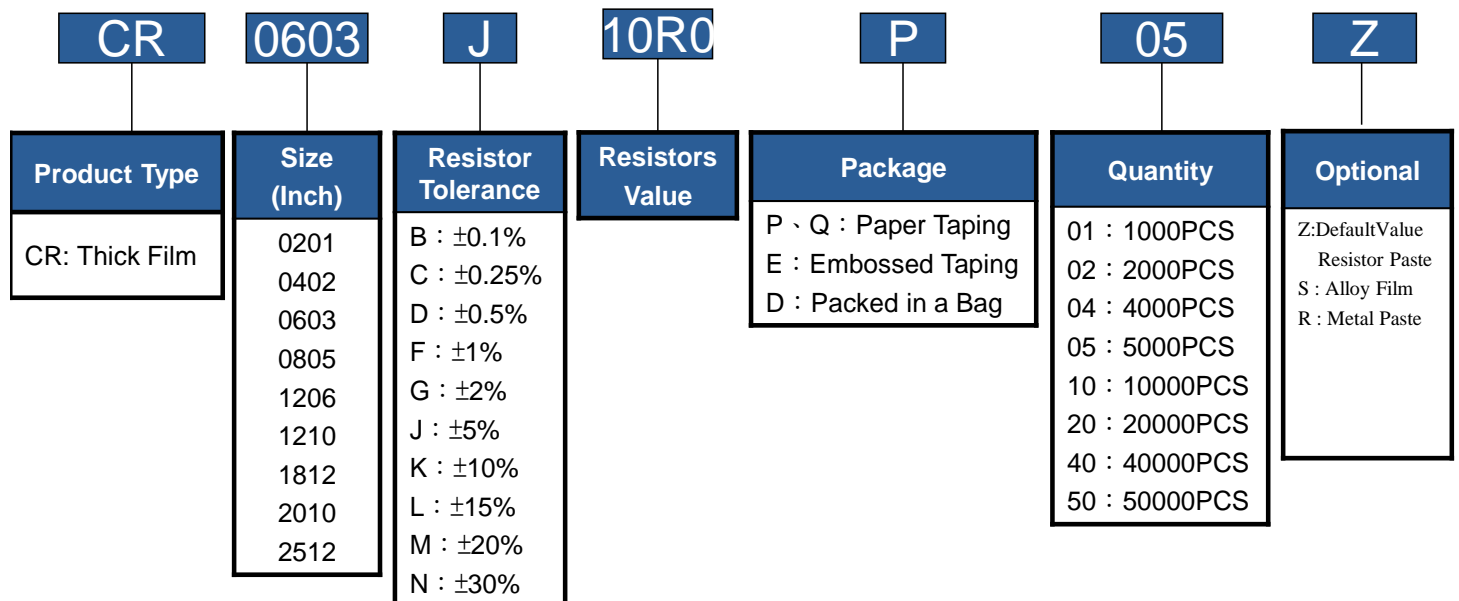 CR 0603 J 10R0 P 05 Z
Product Type
CR: Thick Film
Size
(Inch)
0201
0402
0603
0805
1206
1210
1812
2010
2512
Resistor
Tolerance
B：±0.1%
C：±0.25%
D：±0.5%
F：±1%
G：±2%
J：±5%
K：±10%
L：±15%
M：±20%
N：±30%
Resistors
Value
Package
P、Q：Paper Taping
E：Embossed Taping
D：Packed in a Bag
Quantity
01：1000PCS
02：2000PCS
04：4000PCS
05：5000PCS
10：10000PCS
20：20000PCS
40：40000PCS
50：50000PCS
Optional
Z:DefaultValue
Resistor Paste
S : Alloy Film
R : Metal Paste